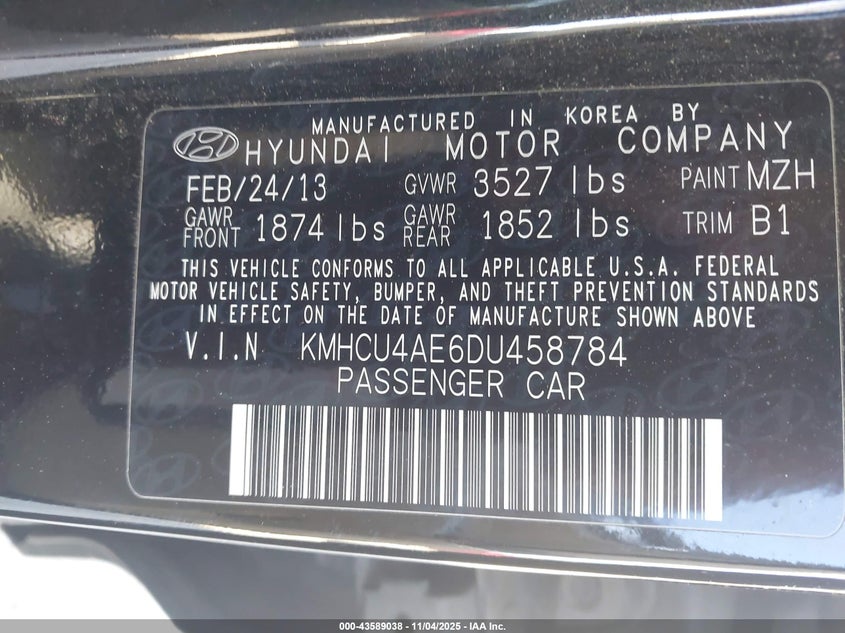 MANUFACTURED IN KOREA BY
HYUNDAI MOTOR COMPANY
FEB/24/13 GVWR 3527 lbs PAINT MZH
GAWR FRONT 1874 lbs GAWR REAR 1852 lbs TRIM B1
THIS VEHICLE CONFORMS TO ALL APPLICABLE U.S.A. FEDERAL
MOTOR VEHICLE SAFETY, BUMPER, AND THEFT PREVENTION STANDARDS
IN EFFECT ON THE DATE OF MANUFACTURE SHOWN ABOVE
V.I.N KMHCU4AE6DU458784
PASSENGER CAR
000-43589038 - 11/04/2025 - IAA Inc.